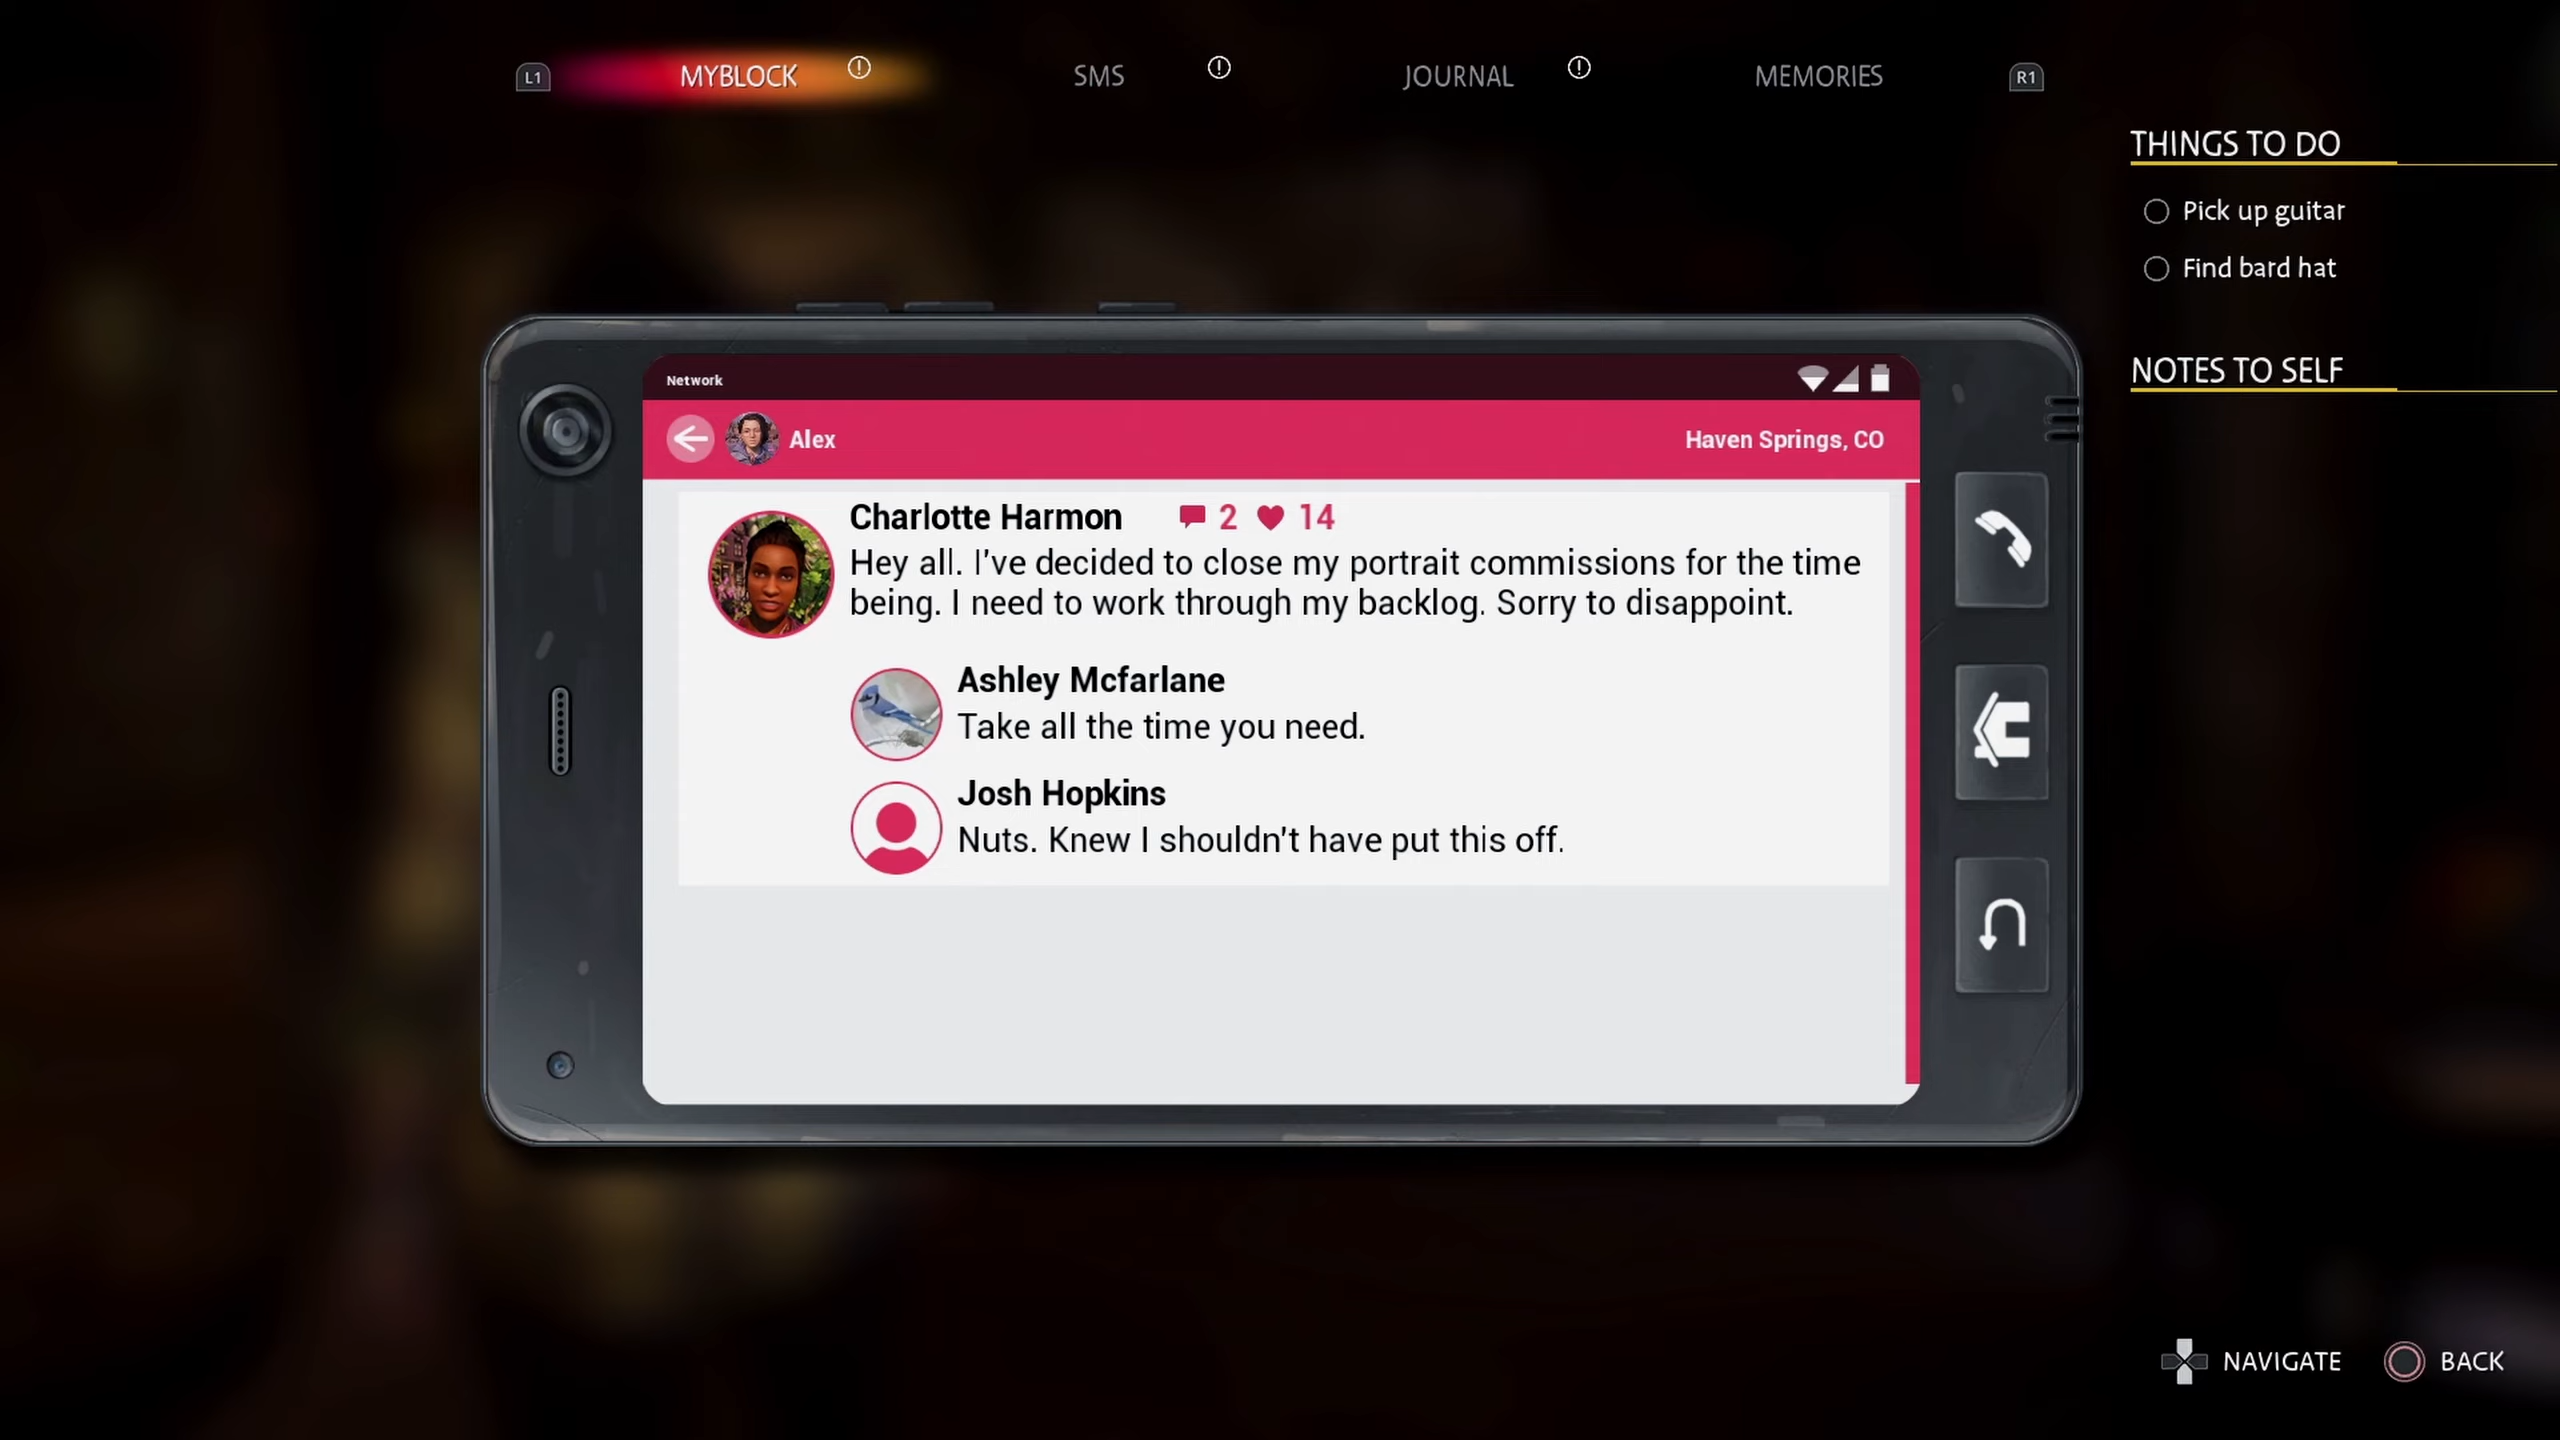 L1
MYBLOCK
SMS
JOURNAL
MEMORIES
R1
THINGS TO DO
Pick up guitar
Find bard hat
NOTES TO SELF
Network
Alex
Haven Springs, CO
Charlotte Harmon 2 14
Hey all. I've decided to close my portrait commissions for the time
being. I need to work through my backlog. Sorry to disappoint.
Ashley Mcfarlane
Take all the time you need.
Josh Hopkins
Nuts. Knew I shouldn't have put this off.
NAVIGATE
BACK